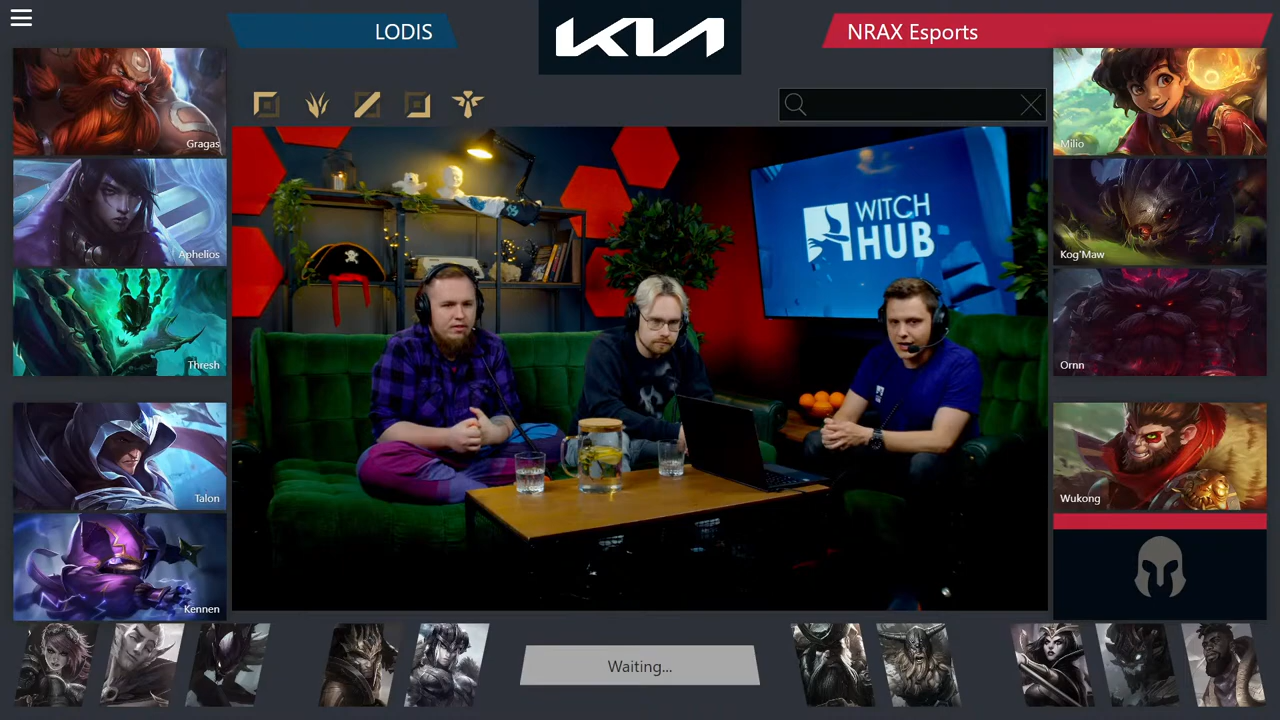 LODIS
KIA
NRAX Esports
Gragas
Milio
Aphelios
Kog'Maw
Thresh
Ornn
WITCH
HUB
Talon
Wukong
Kennen
Waiting...